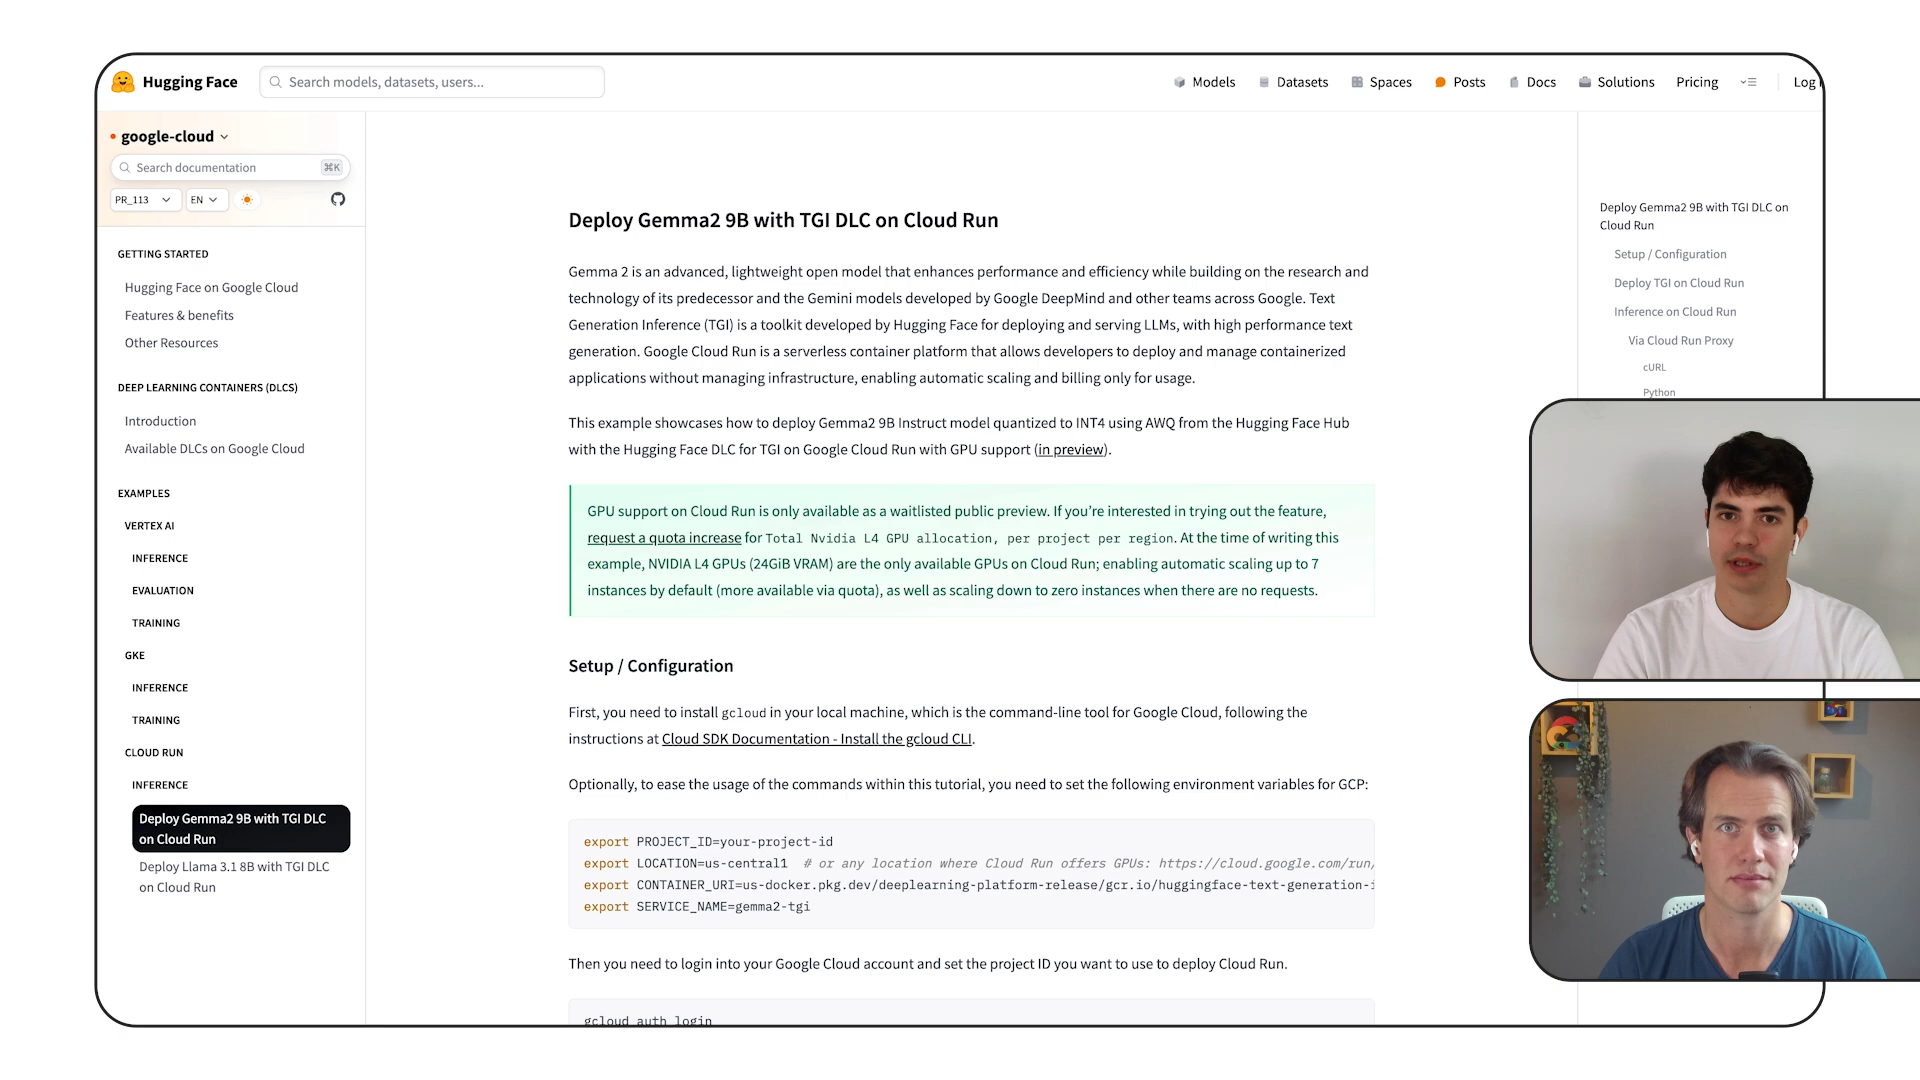 Hugging Face
Search models, datasets, users...
Models
Datasets
Spaces
Posts
Docs
Solutions
Pricing
Log
google-cloud
Search documentation
⌘K
PR_113
EN
GETTING STARTED
Hugging Face on Google Cloud
Features & benefits
Other Resources
DEEP LEARNING CONTAINERS (DLCS)
Introduction
Available DLCs on Google Cloud
EXAMPLES
VERTEX AI
INFERENCE
EVALUATION
TRAINING
GKE
INFERENCE
TRAINING
CLOUD RUN
INFERENCE
Deploy Gemma2 9B with TGI DLC
on Cloud Run
Deploy Llama 3.1 8B with TGI DLC
on Cloud Run
Deploy Gemma2 9B with TGI DLC on Cloud Run
Gemma 2 is an advanced, lightweight open model that enhances performance and efficiency while building on the research and
technology of its predecessor and the Gemini models developed by Google DeepMind and other teams across Google. Text
Generation Inference (TGI) is a toolkit developed by Hugging Face for deploying and serving LLMs, with high performance text
generation. Google Cloud Run is a serverless container platform that allows developers to deploy and manage containerized
applications without managing infrastructure, enabling automatic scaling and billing only for usage.
This example showcases how to deploy Gemma2 9B Instruct model quantized to INT4 using AWQ from the Hugging Face Hub
with the Hugging Face DLC for TGI on Google Cloud Run with GPU support (in preview).
GPU support on Cloud Run is only available as a waitlisted public preview. If you’re interested in trying out the feature,
request a quota increase for Total Nvidia L4 GPU allocation, per project per region. At the time of writing this
example, NVIDIA L4 GPUs (24GiB VRAM) are the only available GPUs on Cloud Run; enabling automatic scaling up to 7
instances by default (more available via quota), as well as scaling down to zero instances when there are no requests.
Setup / Configuration
First, you need to install gcloud in your local machine, which is the command-line tool for Google Cloud, following the
instructions at Cloud SDK Documentation - Install the gcloud CLI.
Optionally, to ease the usage of the commands within this tutorial, you need to set the following environment variables for GCP:
export PROJECT_ID=your-project-id
export LOCATION=us-central1  # or any location where Cloud Run offers GPUs: https://cloud.google.com/run/
export CONTAINER_URI=us-docker.pkg.dev/deeplearning-platform-release/gcr.io/huggingface-text-generation-i
export SERVICE_NAME=gemma2-tgi
Then you need to login into your Google Cloud account and set the project ID you want to use to deploy Cloud Run.
gcloud auth login
Deploy Gemma2 9B with TGI DLC on
Cloud Run
Setup / Configuration
Deploy TGI on Cloud Run
Inference on Cloud Run
Via Cloud Run Proxy
cURL
Python